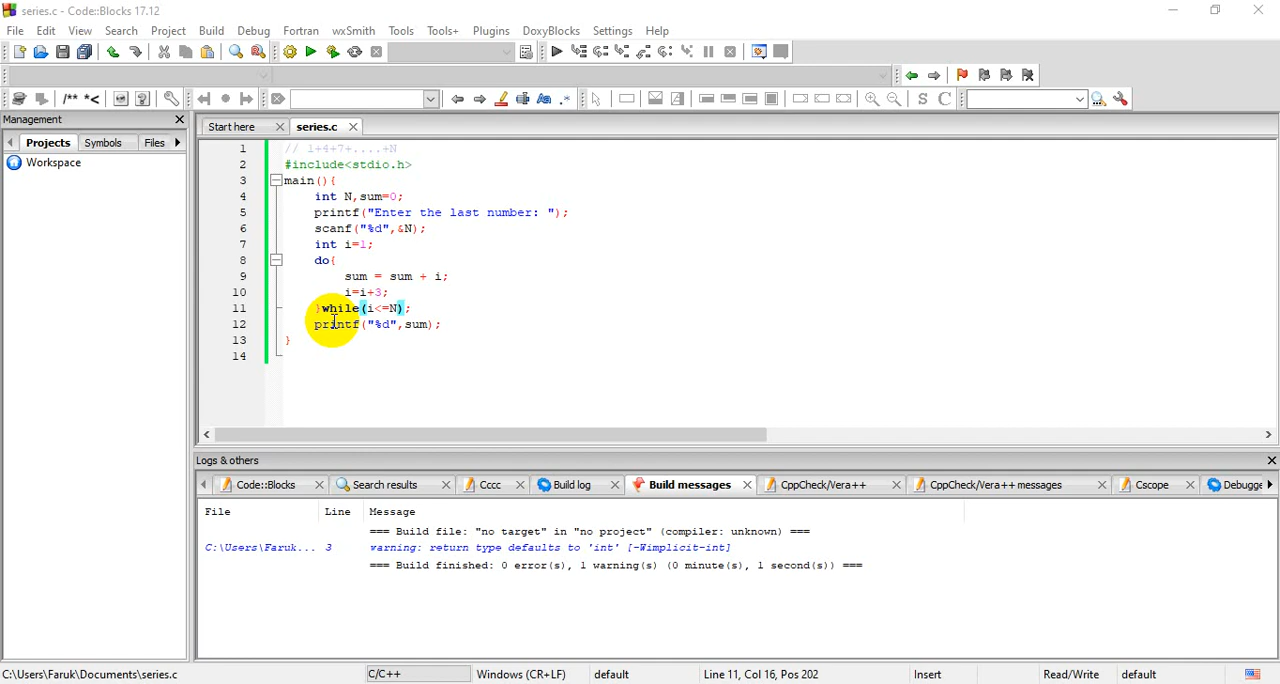 series.c - Code::Blocks 17.12
File Edit View Search Project Build Debug Fortran wxSmith Tools Tools+ Plugins DoxyBlocks Settings Help
/** *<
S C
Management
Start here series.c
Projects Symbols Files
Workspace
1 // 1+4+7+....+N
2 #include<stdio.h>
3 main(){
4 int N,sum=0;
5 printf("Enter the last number: ");
6 scanf("%d",&N);
7 int i=1;
8 do{
9 sum = sum + i;
10 i=i+3;
11 }while(i<=N);
12 printf("%d",sum);
13 }
14
Logs & others
Code::Blocks Search results Cccc Build log Build messages CppCheck/Vera++ CppCheck/Vera++ messages Cscope Debugge
File Line Message
=== Build file: "no target" in "no project" (compiler: unknown) ===
C:\Users\Faruk... 3 warning: return type defaults to 'int' [-Wimplicit-int]
=== Build finished: 0 error(s), 1 warning(s) (0 minute(s), 1 second(s)) ===
C:\Users\Faruk\Documents\series.c C/C++ Windows (CR+LF) default Line 11, Col 16, Pos 202 Insert Read/Write default